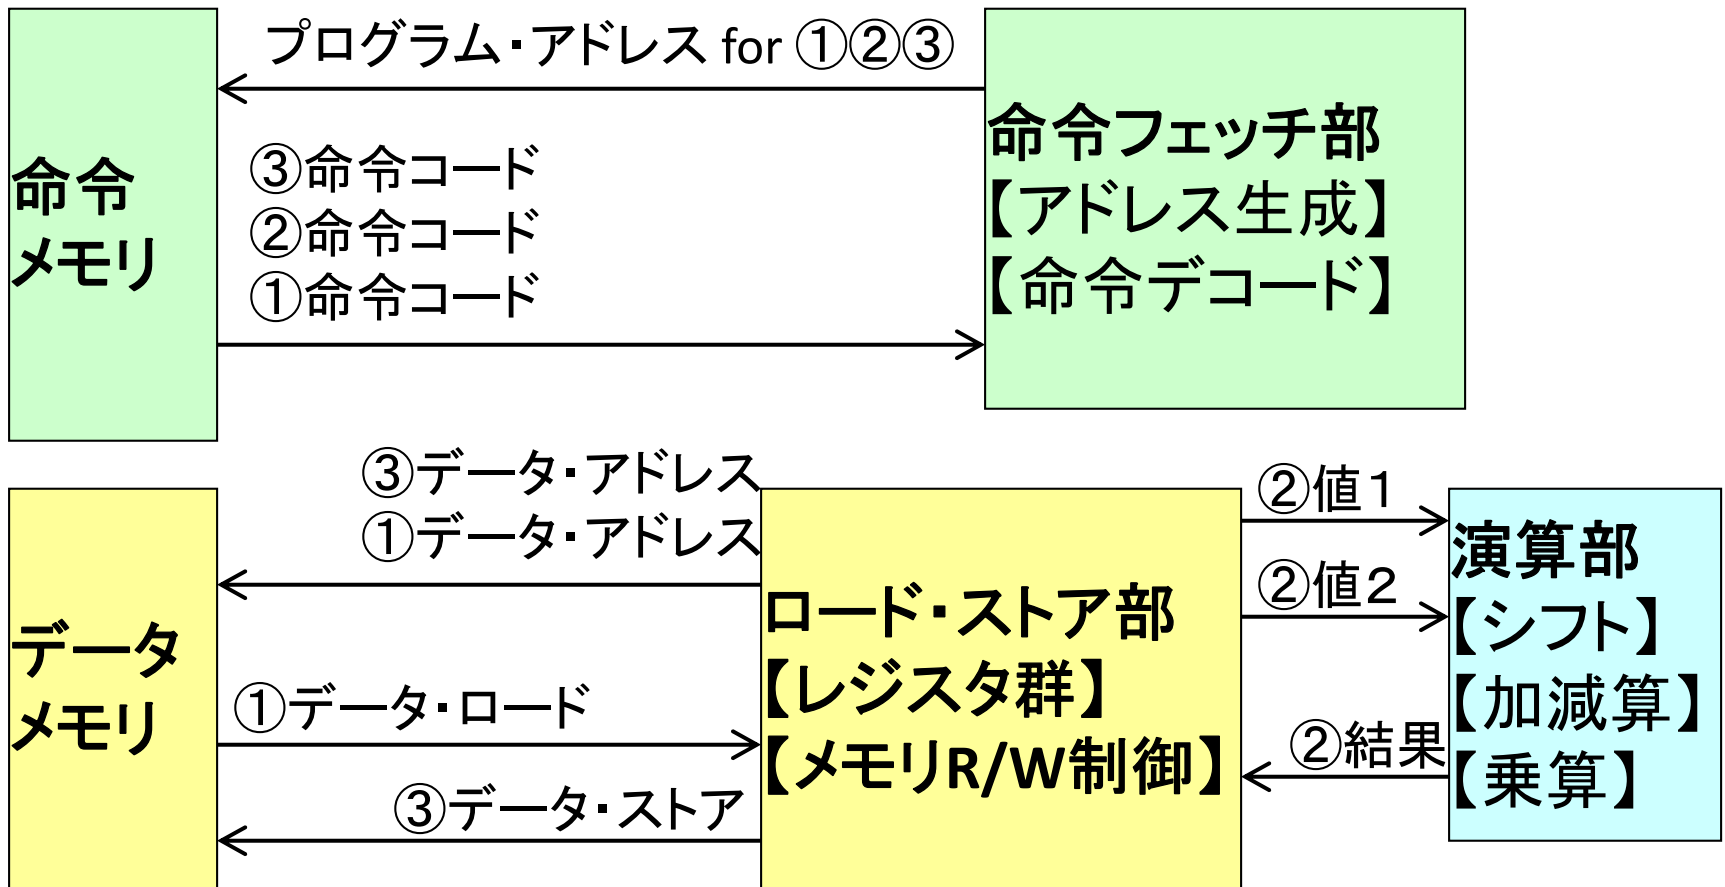 命令
メモリ
プログラム・アドレス for ①②③
③命令コード
②命令コード
①命令コード
命令フェッチ部
【アドレス生成】
【命令デコード】
データ
メモリ
③データ・アドレス
①データ・アドレス
①データ・ロード
③データ・ストア
ロード・ストア部
【レジスタ群】
【メモリR/W制御】
②値1
②値2
②結果
演算部
【シフト】
【加減算】
【乗算】